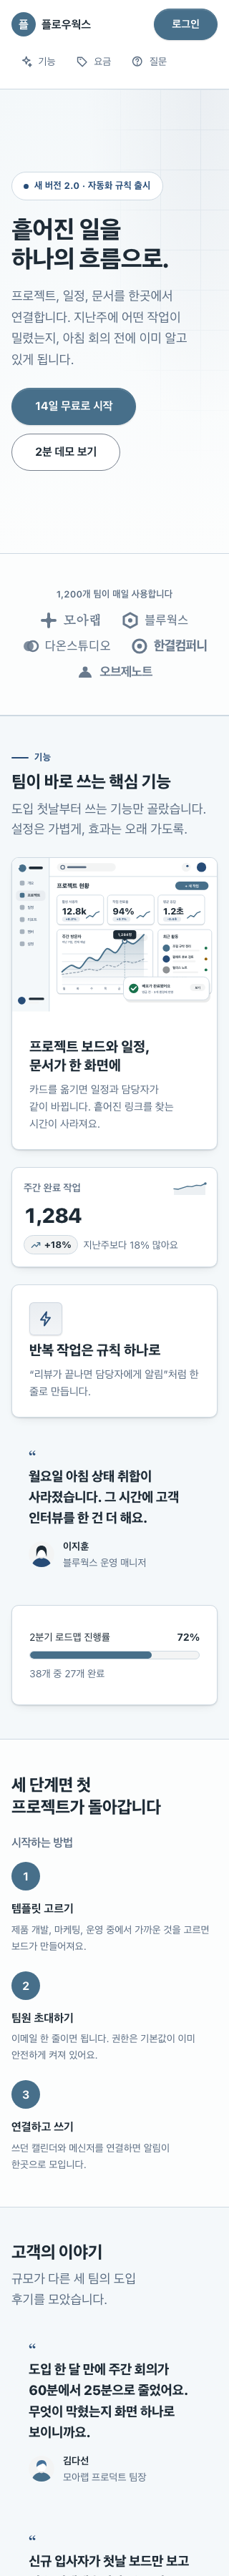 플 플로우웍스
로그인
기능 요금 질문
새 버전 2.0 · 자동화 규칙 출시
흩어진 일을
하나의 흐름으로.
프로젝트, 일정, 문서를 한곳에서
연결합니다. 지난주에 어떤 작업이
밀렸는지, 아침 회의 전에 이미 알고
있게 됩니다.
14일 무료로 시작
2분 데모 보기
1,200개 팀이 매일 사용합니다
모아랩 블루웍스
다온스튜디오 한결컴퍼니
오브제노트
기능
팀이 바로 쓰는 핵심 기능
도입 첫날부터 쓰는 기능만 골랐습니다.
설정은 가볍게, 효과는 오래 가도록.
프로젝트 현황
12.8k
94%
1.2초
1,284
프로젝트 보드와 일정,
문서가 한 화면에
카드를 옮기면 일정과 담당자가
같이 바뀝니다. 흩어진 링크를 찾는
시간이 사라져요.
주간 완료 작업
1,284
+18% 지난주보다 18% 많아요
반복 작업은 규칙 하나로
“리뷰가 끝나면 담당자에게 알림”처럼 한
줄로 만듭니다.
“
월요일 아침 상태 취합이
사라졌습니다. 그 시간에 고객
인터뷰를 한 건 더 해요.
이지훈
블루웍스 운영 매니저
2분기 로드맵 진행률 72%
38개 중 27개 완료
세 단계면 첫
프로젝트가 돌아갑니다
시작하는 방법
1
템플릿 고르기
제품 개발, 마케팅, 운영 중에서 가까운 것을 고르면
보드가 만들어져요.
2
팀원 초대하기
이메일 한 줄이면 됩니다. 권한은 기본값이 이미
안전하게 켜져 있어요.
3
연결하고 쓰기
쓰던 캘린더와 메신저를 연결하면 알림이
한곳으로 모입니다.
고객의 이야기
규모가 다른 세 팀의 도입
후기를 모았습니다.
“
도입 한 달 만에 주간 회의가
60분에서 25분으로 줄었어요.
무엇이 막혔는지 화면 하나로
보이니까요.
김다선
모아랩 프로덕트 팀장
“
신규 입사자가 첫날 보드만 보고